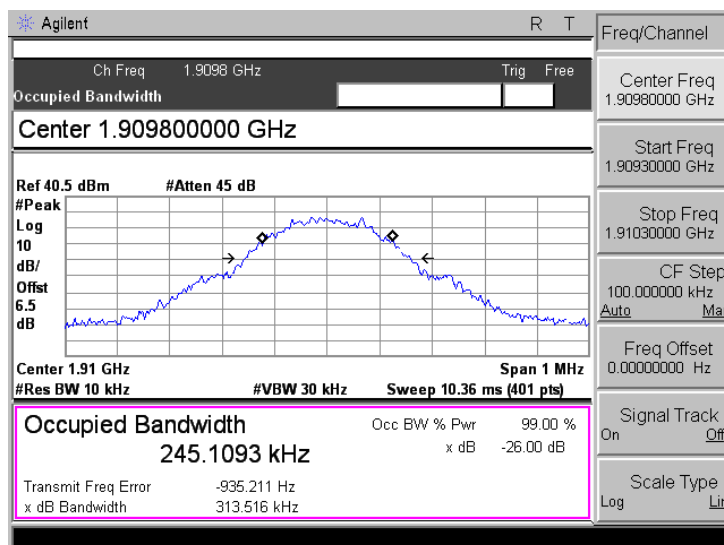 Agilent R T
Ch Freq 1.9098 GHz Trig Free
Occupied Bandwidth
Center 1.909800000 GHz
Ref 40.5 dBm #Atten 45 dB
#Peak
Log
10
dB/
Offst
6.5
dB
Center 1.91 GHz Span 1 MHz
#Res BW 10 kHz #VBW 30 kHz Sweep 10.36 ms (401 pts)
Occupied Bandwidth Occ BW % Pwr 99.00 %
245.1093 kHz x dB -26.00 dB
Transmit Freq Error -935.211 Hz
x dB Bandwidth 313.516 kHz
Freq/Channel
Center Freq
1.90980000 GHz
Start Freq
1.90930000 GHz
Stop Freq
1.91030000 GHz
CF Step
100.000000 kHz
Auto Ma
Freq Offset
0.00000000 Hz
Signal Track
On Off
Scale Type
Log Lin